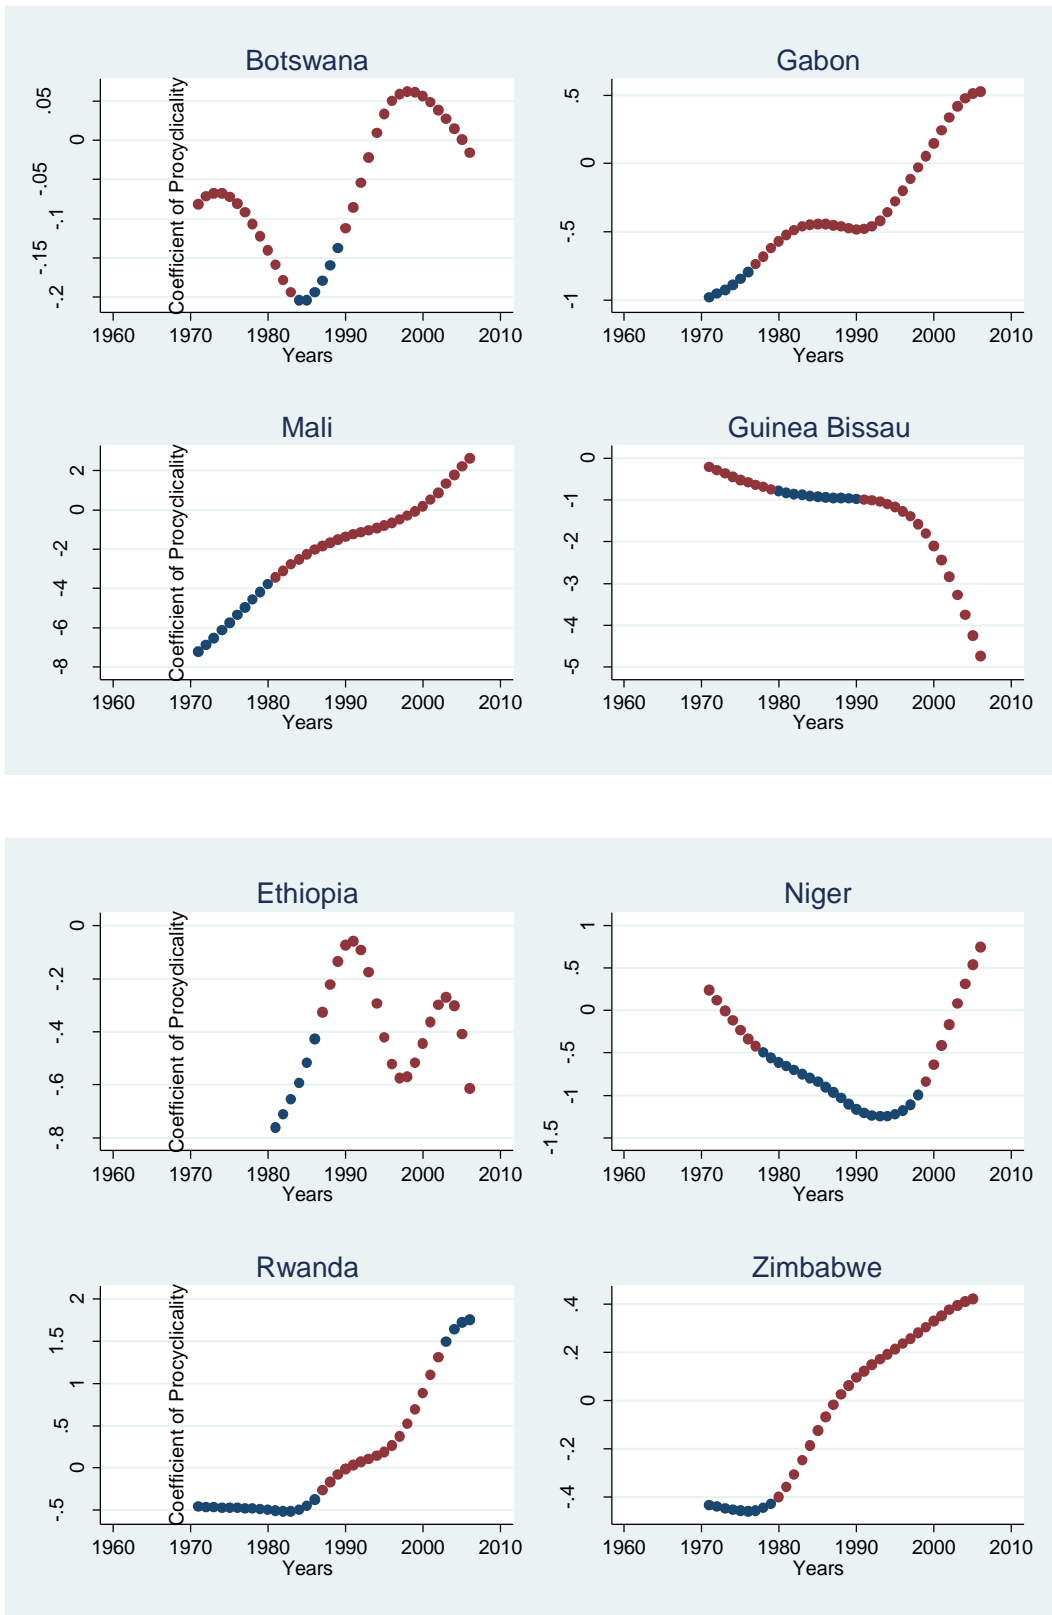 Botswana
Coefficient of Procyclicality
.05
0
-.05
-.1
-.15
-.2
1960 1970 1980 1990 2000 2010
Years
Gabon
.5
0
-.5
-1
1960 1970 1980 1990 2000 2010
Years
Mali
Coefficient of Procyclicality
2
0
-2
-4
-6
-8
1960 1970 1980 1990 2000 2010
Years
Guinea Bissau
0
-1
-2
-3
-4
-5
1960 1970 1980 1990 2000 2010
Years
Ethiopia
Coefficient of Procyclicality
0
-.2
-.4
-.6
-.8
1960 1970 1980 1990 2000 2010
Years
Niger
1
.5
0
-.5
-1
-1.5
1960 1970 1980 1990 2000 2010
Years
Rwanda
Coefficient of Procyclicality
2
1.5
1
.5
0
-.5
1960 1970 1980 1990 2000 2010
Years
Zimbabwe
.4
.2
0
-.2
-.4
1960 1970 1980 1990 2000 2010
Years